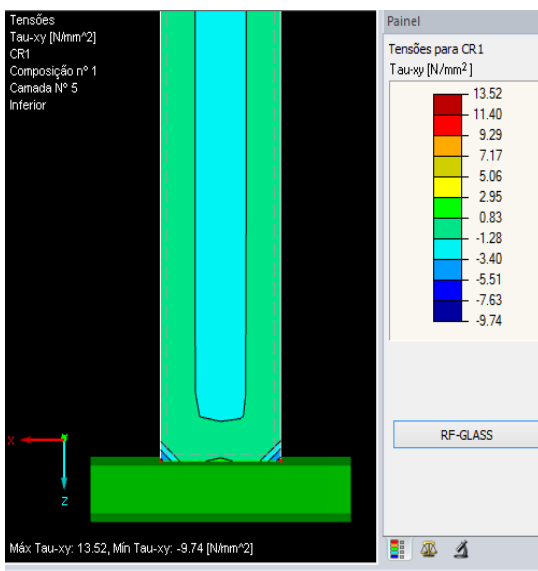 Tensões
Tau-xy [N/mm^2]
CR1
Composição nº 1
Camada Nº 5
Inferior
X
Y
Z
Máx Tau-xy: 13.52, Mín Tau-xy: -9.74 [N/mm^2]
Painel
Tensões para CR1
Tau-xy [N/mm²]
13.52
11.40
9.29
7.17
5.06
2.95
0.83
-1.28
-3.40
-5.51
-7.63
-9.74
RF-GLASS